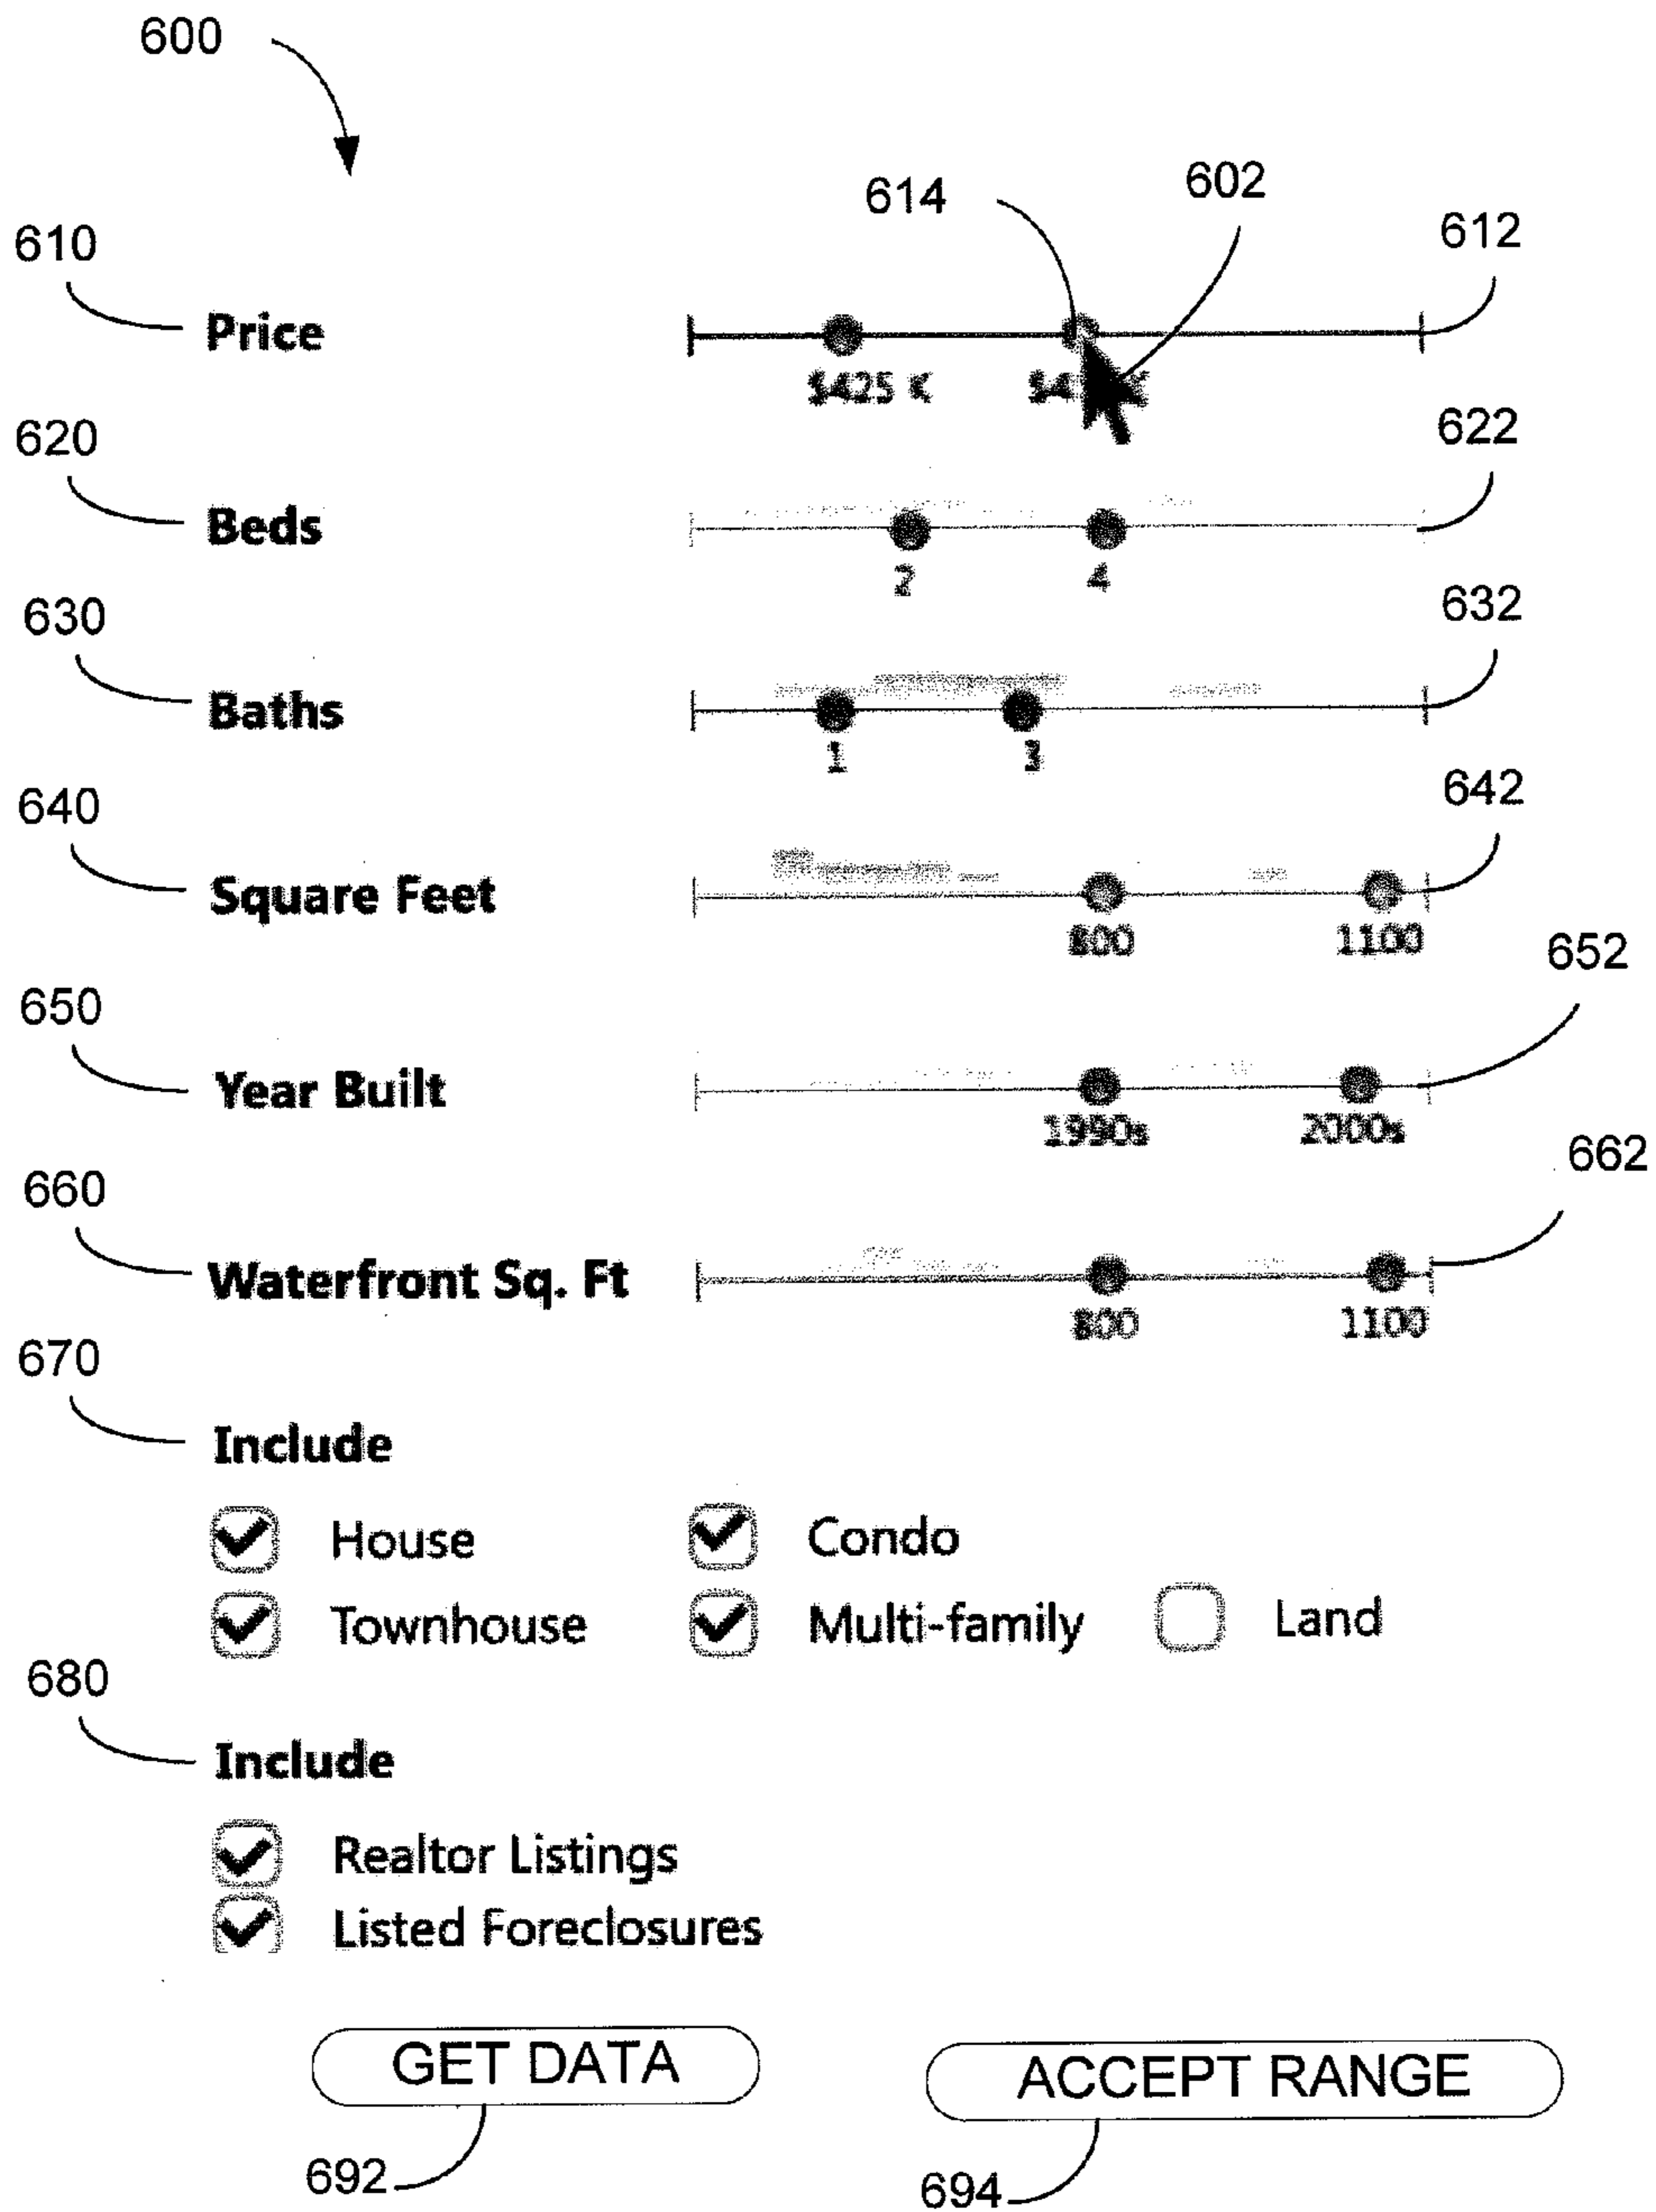 600
614 602
610 612
Price
$425 K
620 622
Beds
2 4
630 632
Baths
1 3
640 642
Square Feet
800 1100
652
650
Year Built
1990s 2000s
662
660
Waterfront Sq. Ft
800 1100
670
Include
House Condo
Townhouse Multi-family Land
680
Include
Realtor Listings
Listed Foreclosures
GET DATA ACCEPT RANGE
692 694